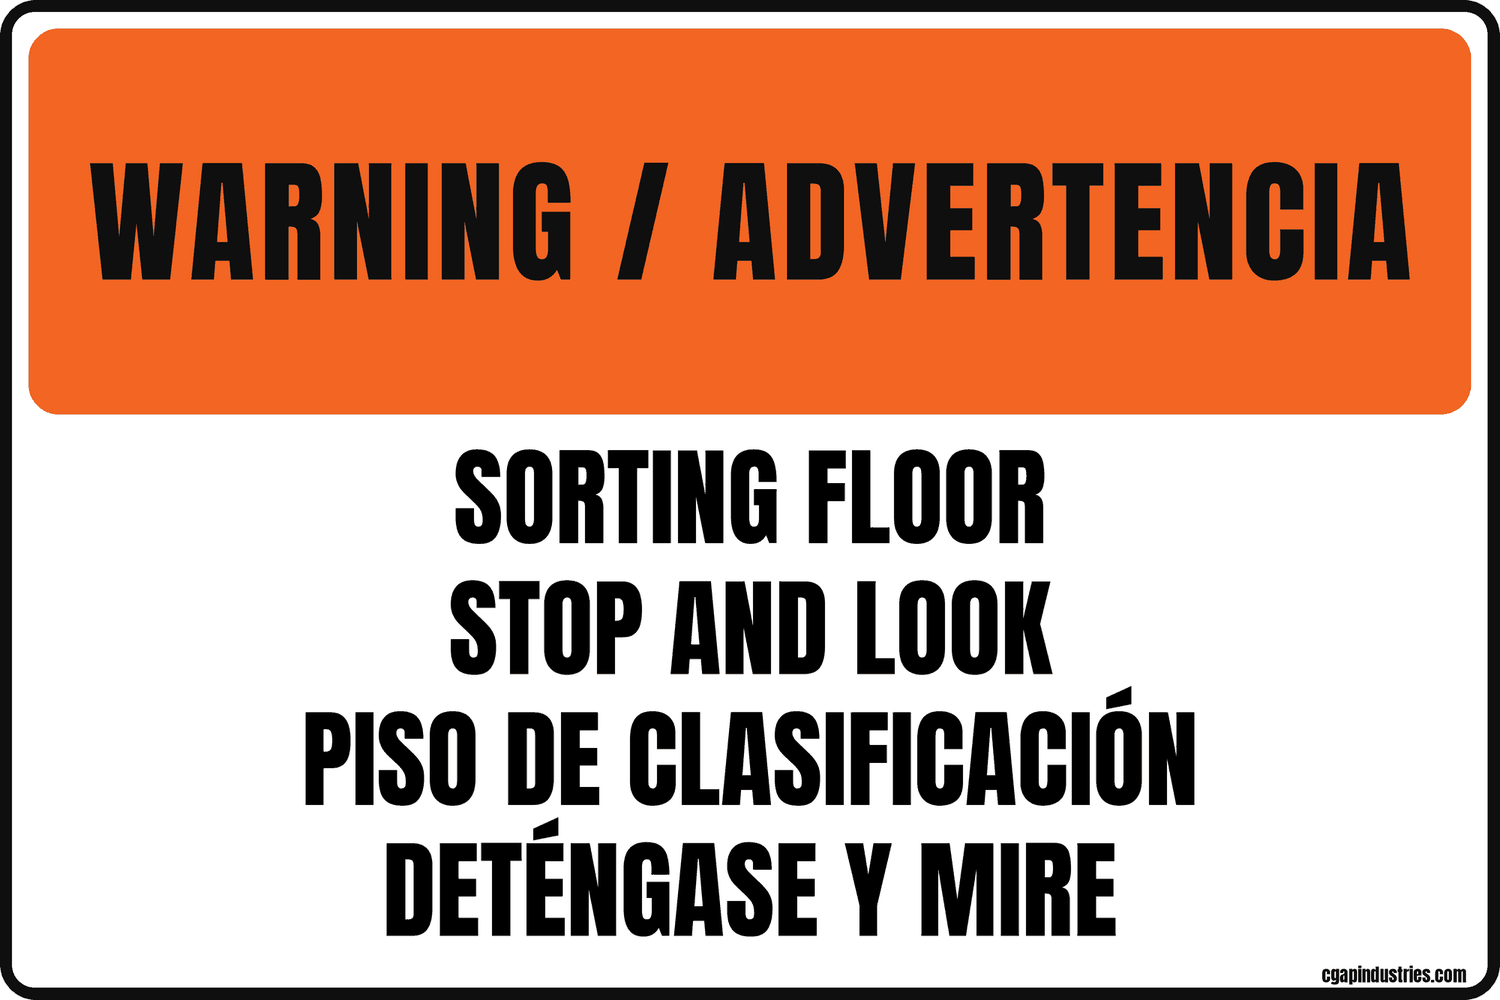 WARNING / ADVERTENCIA
SORTING FLOOR
STOP AND LOOK
PISO DE CLASIFICACIÓN
DETÉNGASE Y MIRE
cgapindustries.com